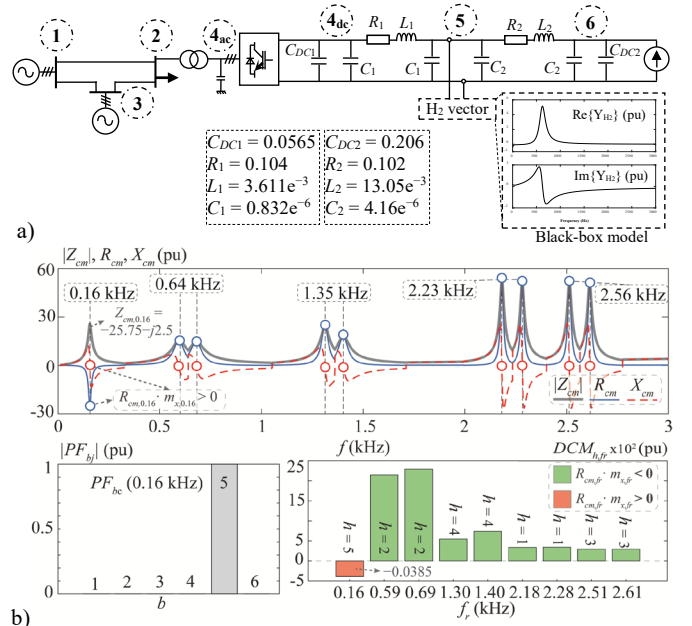 1 2 4ac 4dc R1 L1 5 R2 L2 6
CDC1 C1 C1 C2 C2 CDC2
3
H2 vector
CDC1 = 0.0565
R1 = 0.104
L1 = 3.611e−3
C1 = 0.832e−6
CDC2 = 0.206
R2 = 0.102
L2 = 13.05e−3
C2 = 4.16e−6
Re{YH2} (pu)
Im{YH2} (pu)
Frequency (Hz)
Black-box model
a)
|Zcm|, Rcm, Xcm (pu)
60
30
0
-30
0.16 kHz
0.64 kHz
1.35 kHz
2.23 kHz
2.56 kHz
Zcm,0.16 =
−25.75−j2.5
Rcm,0.16 · mx,0.16 > 0
|Zcm| Rcm Xcm
0 0.5 1 1.5 2 2.5 3
f (kHz)
|PFbj| (pu)
1
0.5
0
PFbc (0.16 kHz)
1 2 3 4 5 6
b
DCMh,fr x10² (pu)
25
15
5
-5
Rcm,fr · mx,fr < 0
Rcm,fr · mx,fr > 0
h = 5
h = 2
h = 2
h = 4
h = 4
h = 1
h = 1
h = 3
h = 3
−0.0385
0.16 0.59 0.69 1.30 1.40 2.18 2.28 2.51 2.61
fr (kHz)
b)